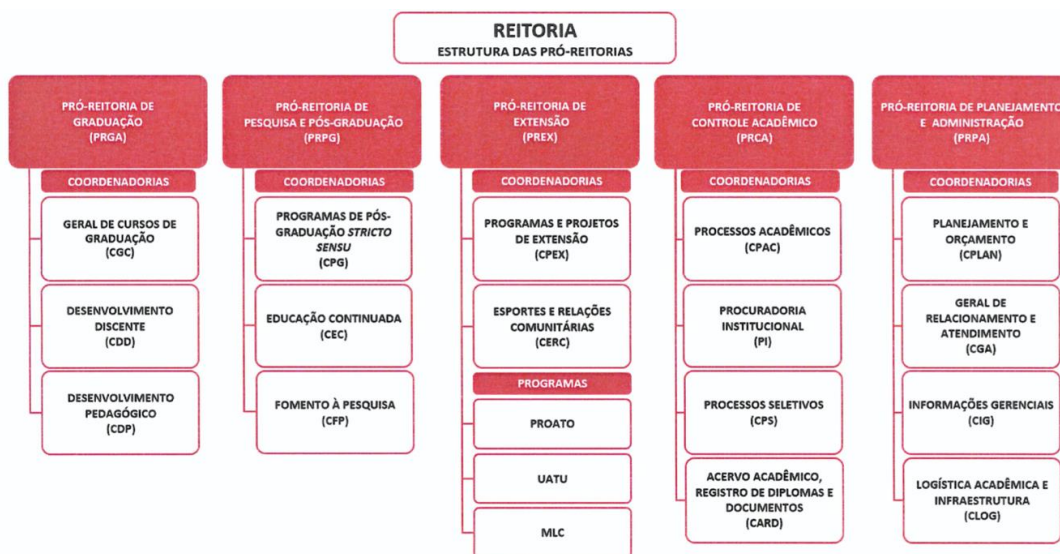 REITORIA
ESTRUTURA DAS PRÓ-REITORIAS
PRÓ-REITORIA DE
GRADUAÇÃO
(PRGA)
COORDENADORIAS
GERAL DE CURSOS DE
GRADUAÇÃO
(CGC)
DESENVOLVIMENTO
DISCENTE
(CDD)
DESENVOLVIMENTO
PEDAGÓGICO
(CDP)
PRÓ-REITORIA DE
PESQUISA E PÓS-GRADUAÇÃO
(PRPG)
COORDENADORIAS
PROGRAMAS DE PÓS-
GRADUAÇÃO STRICTO
SENSU
(CPG)
EDUCAÇÃO CONTINUADA
(CEC)
FOMENTO À PESQUISA
(CFP)
PRÓ-REITORIA DE
EXTENSÃO
(PREX)
COORDENADORIAS
PROGRAMAS E PROJETOS
DE EXTENSÃO
(CPEX)
ESPORTES E RELAÇÕES
COMUNITÁRIAS
(CERC)
PROGRAMAS
PROATO
UATU
MLC
PRÓ-REITORIA DE
CONTROLE ACADÊMICO
(PRCA)
COORDENADORIAS
PROCESSOS ACADÊMICOS
(CPAC)
PROCURADORIA
INSTITUCIONAL
(PI)
PROCESSOS SELETIVOS
(CPS)
ACERVO ACADÊMICO,
REGISTRO DE DIPLOMAS E
DOCUMENTOS
(CARD)
PRÓ-REITORIA DE PLANEJAMENTO
E ADMINISTRAÇÃO
(PRPA)
COORDENADORIAS
PLANEJAMENTO E
ORÇAMENTO
(CPLAN)
GERAL DE
RELACIONAMENTO E
ATENDIMENTO
(CGA)
INFORMAÇÕES GERENCIAIS
(CIG)
LOGÍSTICA ACADÊMICA E
INFRAESTRUTURA
(CLOG)